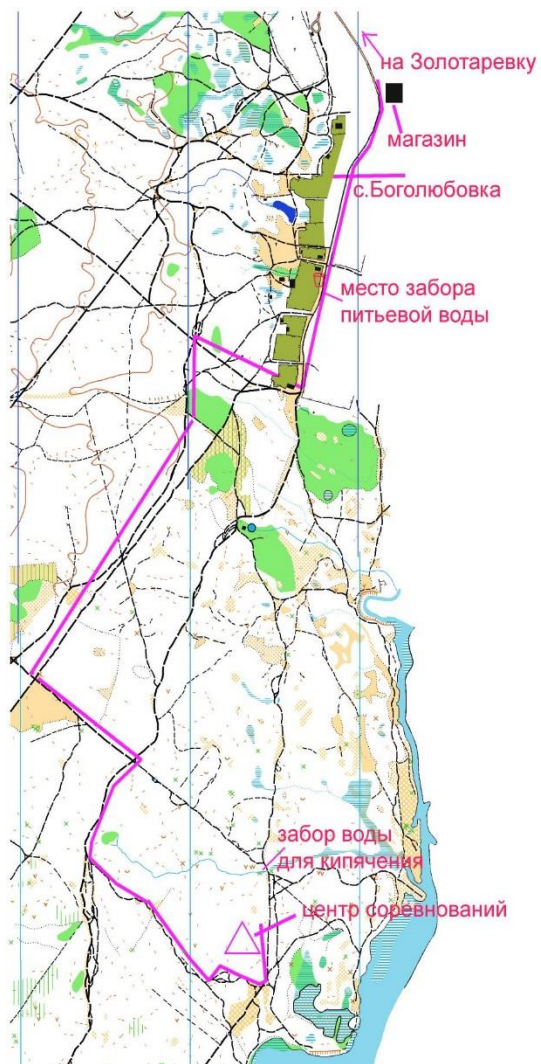 на Золотаревку
магазин
с.Боголюбовка
место забора
питьевой воды
забор воды
для кипячения
центр соревнований